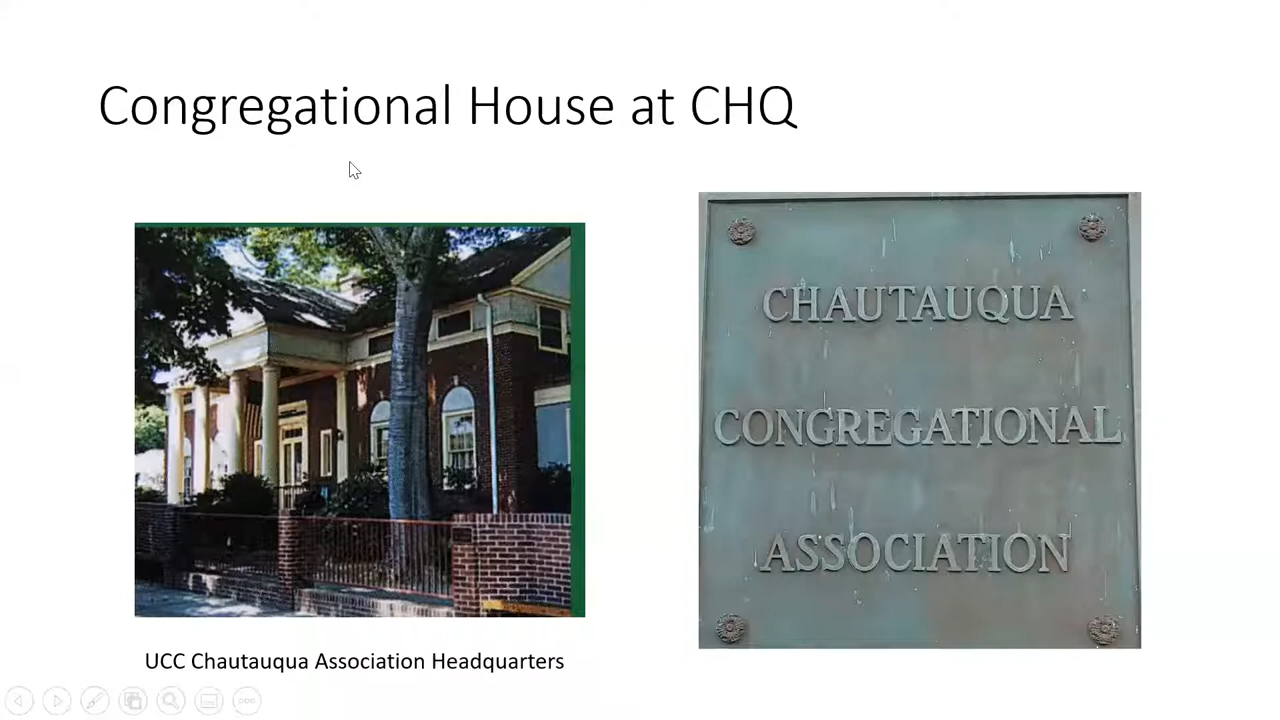 Congregational House at CHQ
CHAUTAUQUA
CONGREGATIONAL
ASSOCIATION
UCC Chautauqua Association Headquarters